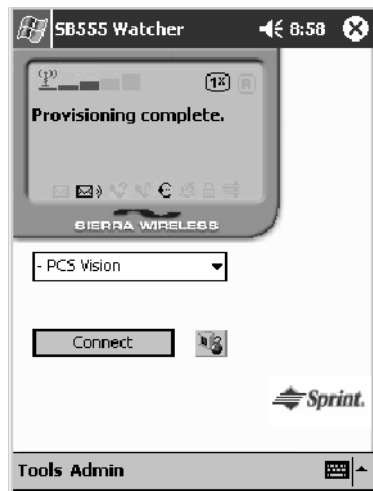 SB555 Watcher 8:58
1X R
Provisioning complete.
SIERRA WIRELESS
- PCS Vision
Connect
Sprint.
Tools Admin